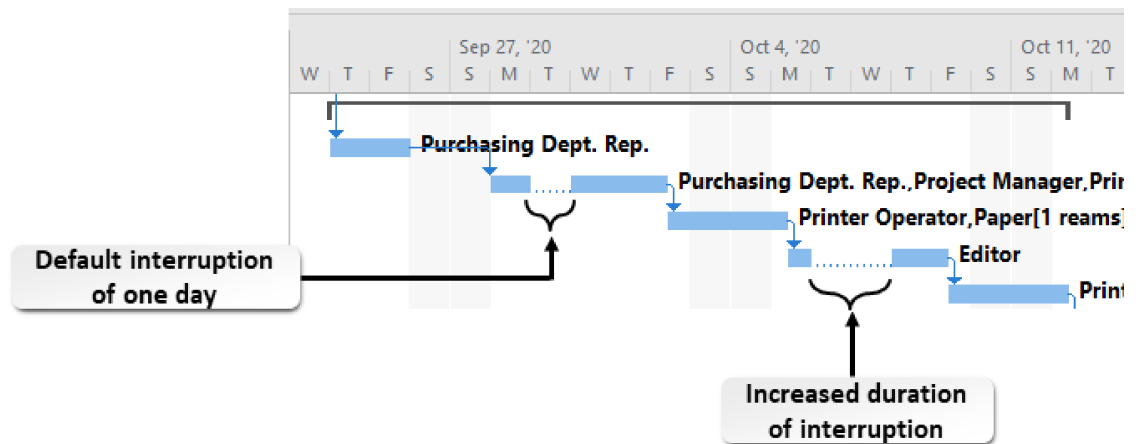 Sep 27, '20 Oct 4, '20 Oct 11, '20
W T F S S M T W T F S S M T W T F S S M T
Purchasing Dept. Rep.
Purchasing Dept. Rep.,Project Manager,Prin
Printer Operator,Paper[1 reams]
Editor
Print
Default interruption
of one day
Increased duration
of interruption